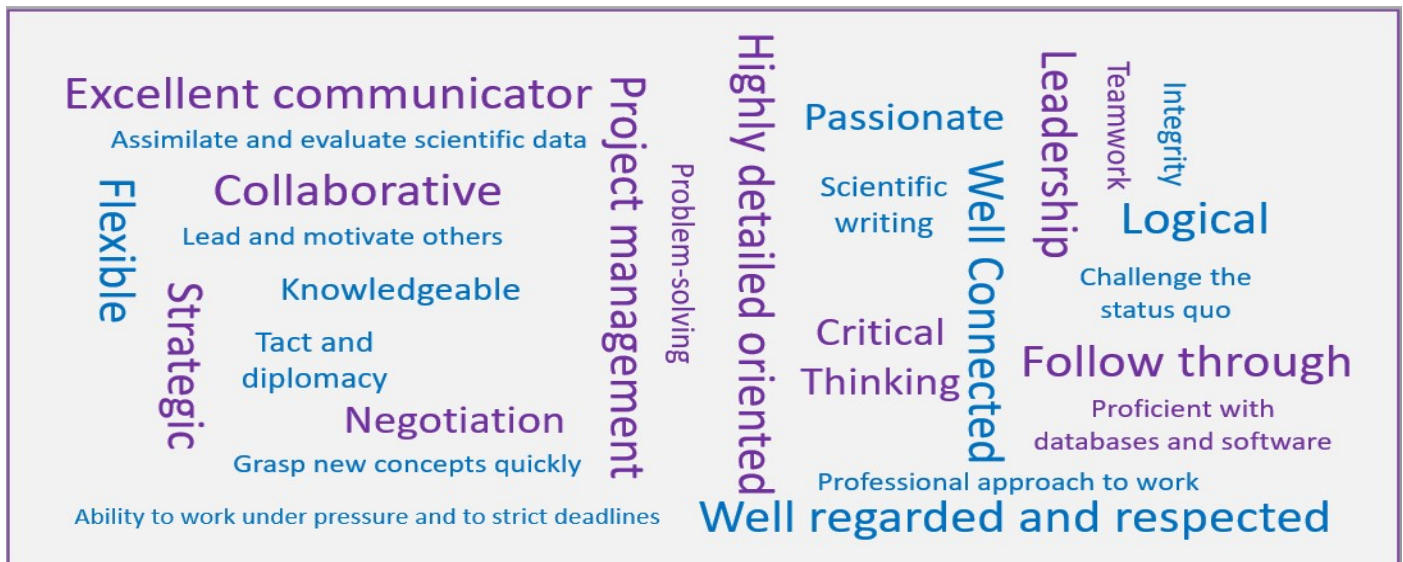 Excellent communicator
Assimilate and evaluate scientific data
Flexible
Collaborative
Lead and motivate others
Strategic
Knowledgeable
Tact and
diplomacy
Negotiation
Grasp new concepts quickly
Ability to work under pressure and to strict deadlines
Project management
Problem-solving
Highly detailed oriented
Passionate
Scientific
writing
Well Connected
Critical
Thinking
Leadership
Teamwork
Integrity
Logical
Challenge the
status quo
Follow through
Proficient with
databases and software
Professional approach to work
Well regarded and respected